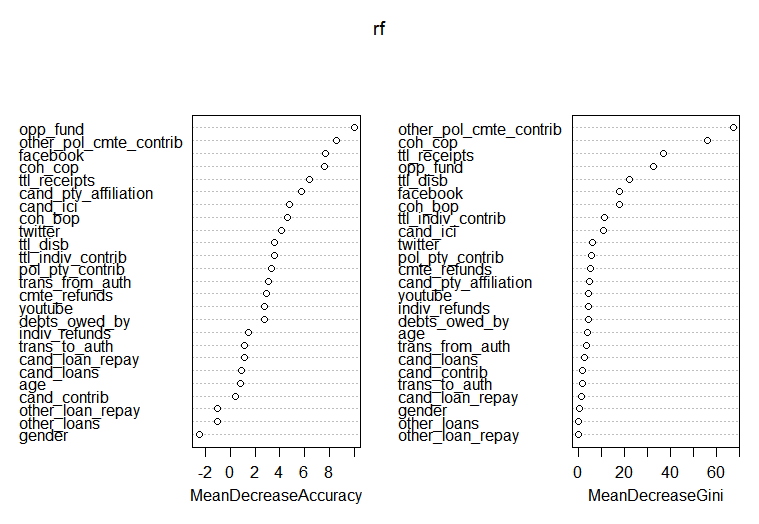 rf
opp_fund
other_pol_cmte_contrib
facebook
coh_cop
ttl_receipts
cand_pty_affiliation
cand_ici
coh_bop
twitter
ttl_disb
ttl_indiv_contrib
pol_pty_contrib
trans_from_auth
cmte_refunds
youtube
debts_owed_by
indiv_refunds
trans_to_auth
cand_loan_repay
cand_loans
age
cand_contrib
other_loan_repay
other_loans
gender
-2 0 2 4 6 8
MeanDecreaseAccuracy
other_pol_cmte_contrib
coh_cop
ttl_receipts
opp_fund
ttl_disb
facebook
coh_bop
ttl_indiv_contrib
cand_ici
twitter
pol_pty_contrib
cmte_refunds
cand_pty_affiliation
youtube
indiv_refunds
debts_owed_by
age
trans_from_auth
cand_loans
cand_contrib
trans_to_auth
cand_loan_repay
gender
other_loans
other_loan_repay
0 20 40 60
MeanDecreaseGini